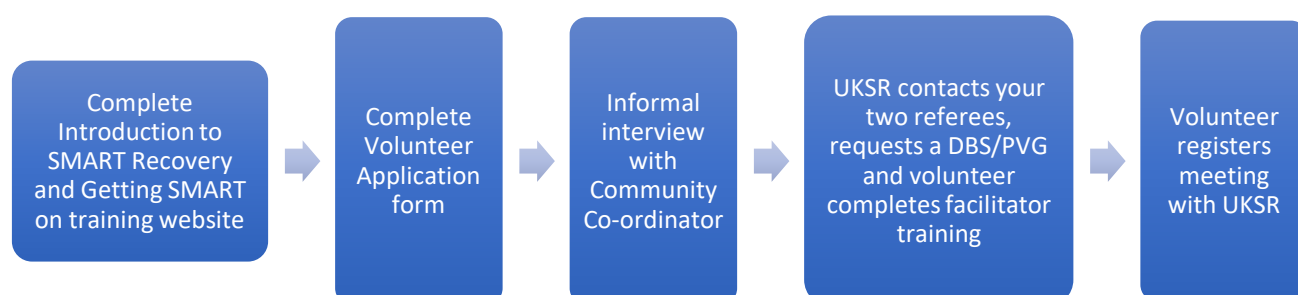 Complete
Introduction to
SMART Recovery
and Getting SMART
on training website
Complete
Volunteer
Application
form
Informal
interview
with
Community
Co-ordinator
UKSR contacts your
two referees,
requests a DBS/PVG
and volunteer
completes facilitator
training
Volunteer
registers
meeting
with UKSR